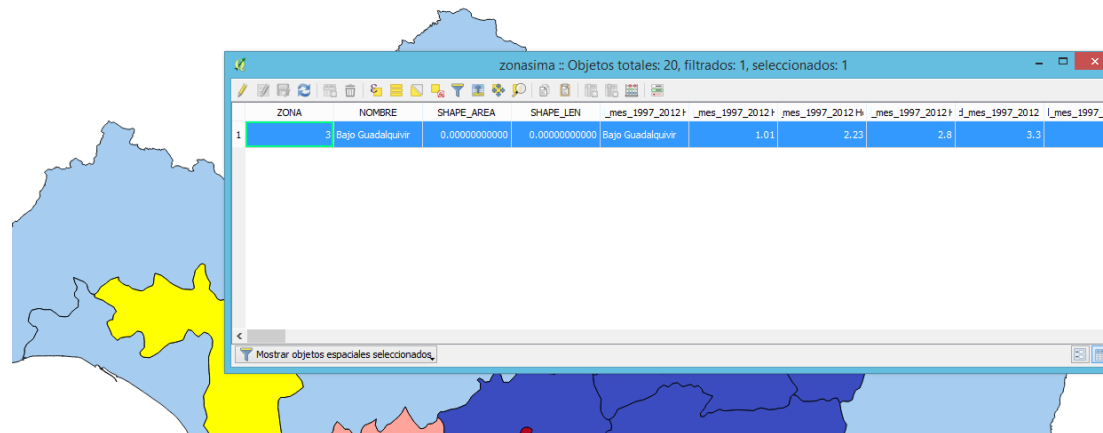 zonasima :: Objetos totales: 20, filtrados: 1, seleccionados: 1
ZONA NOMBRE SHAPE_AREA SHAPE_LEN _mes_1997_2012 H _mes_1997_2012 H _mes_1997_2012 H _mes_1997_2012 H d_mes_1997_2012 l_mes_1997_
1 3 Bajo Guadalquivir 0.00000000000 0.00000000000 Bajo Guadalquivir 1.01 2.23 2.8 3.3
Mostrar objetos espaciales seleccionados